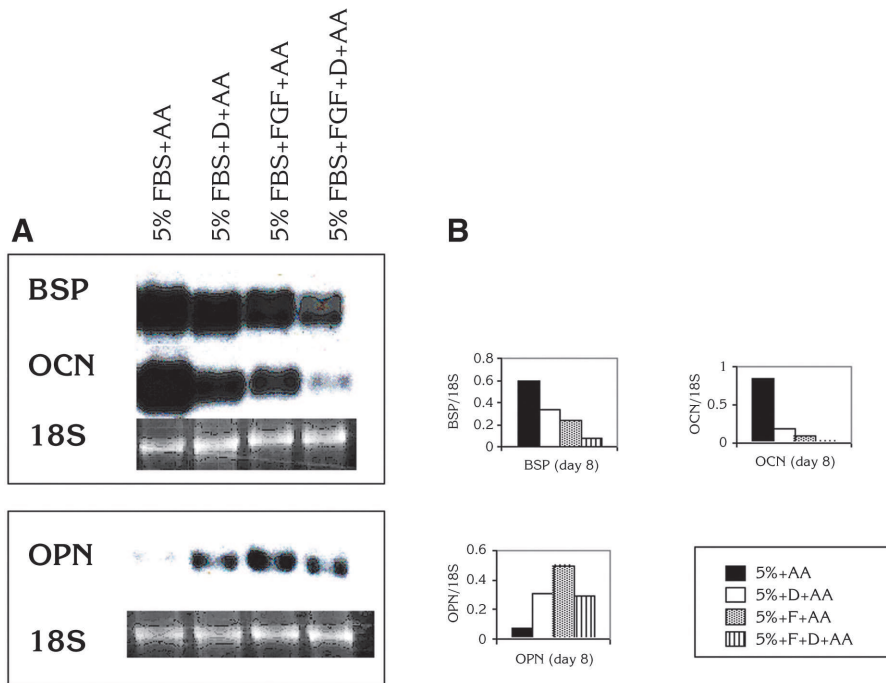 5% FBS+AA
5% FBS+D+AA
5% FBS+FGF+AA
5% FBS+FGF+D+AA
A
BSP
OCN
18S
OPN
18S
B
BSP/18S
0.8
0.6
0.4
0.2
0
BSP (day 8)
OCN/18S
1
0.5
0
OCN (day 8)
OPN/18S
0.6
0.4
0.2
0
OPN (day 8)
5%+AA
5%+D+AA
5%+F+AA
5%+F+D+AA